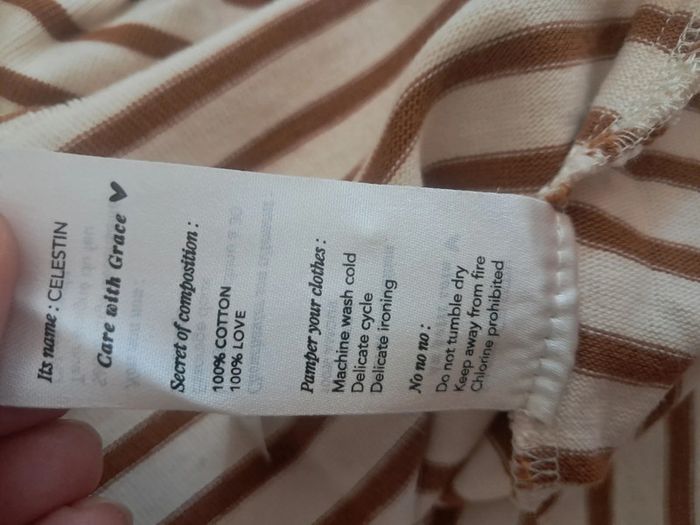 Its name : CELESTIN
Care with Grace ♥
Secret of composition :
100% COTTON
100% LOVE
Pamper your clothes :
Machine wash cold
Delicate cycle
Delicate ironing
No no no :
Do not tumble dry
Keep away from fire
Chlorine prohibited